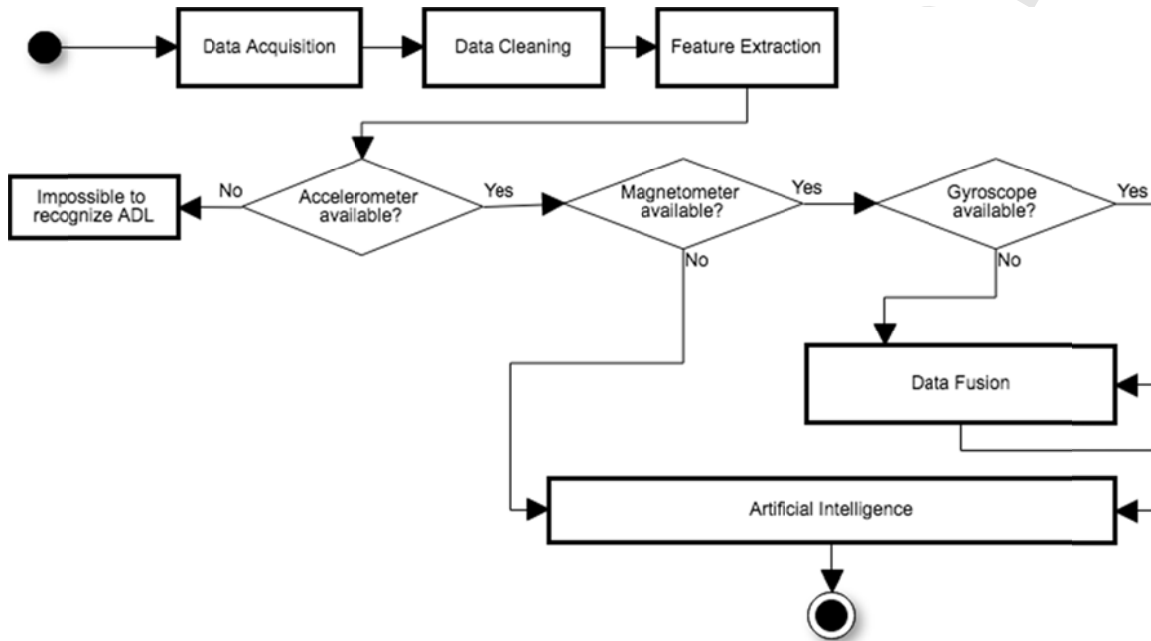 Data Acquisition
Data Cleaning
Feature Extraction
Impossible to
recognize ADL
No
Accelerometer
available?
Yes
Magnetometer
available?
Yes
Gyroscope
available?
Yes
No
No
Data Fusion
Artificial Intelligence